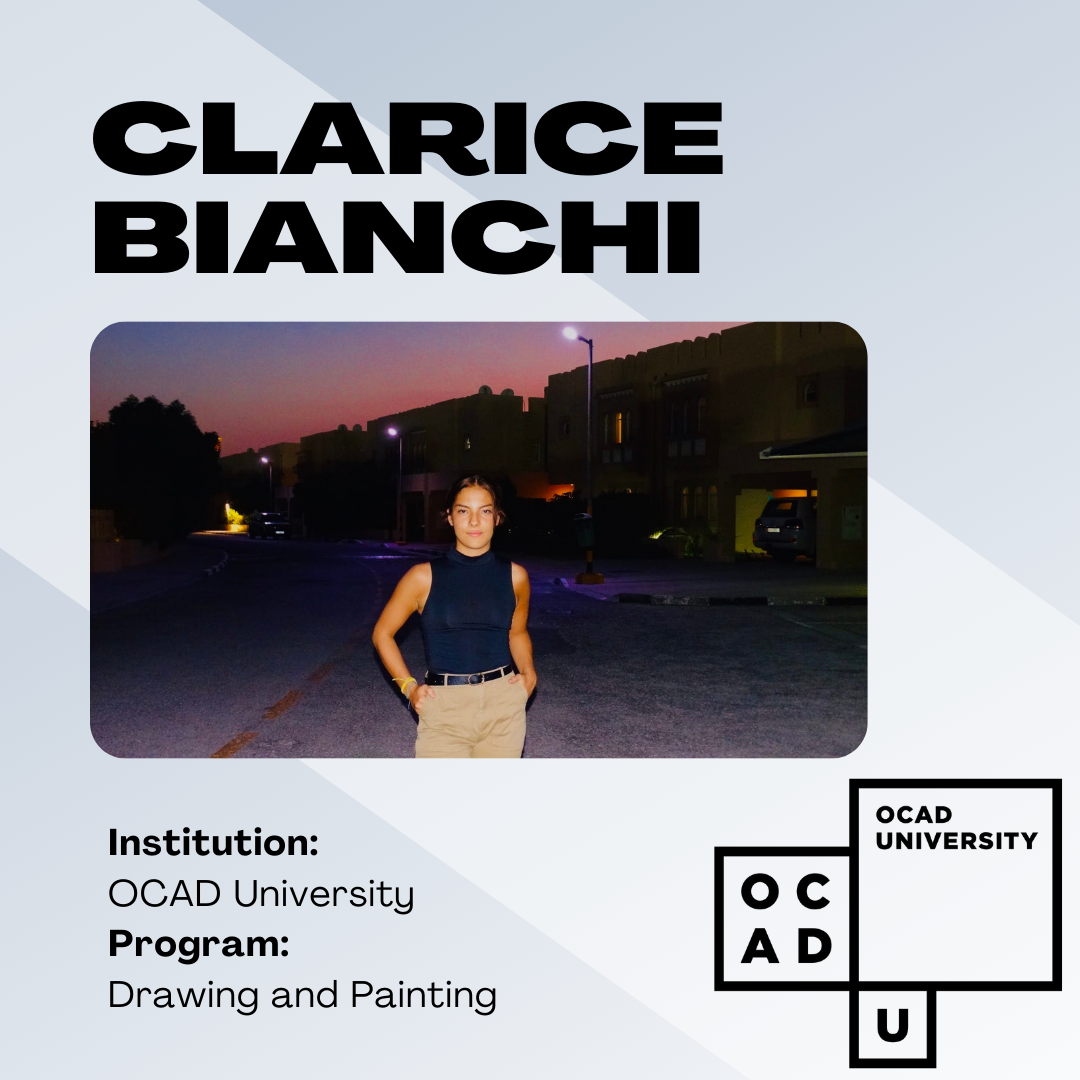 CLARICE
BIANCHI
Institution:
OCAD University
Program:
Drawing and Painting
OCAD
UNIVERSITY
O C
A D
U